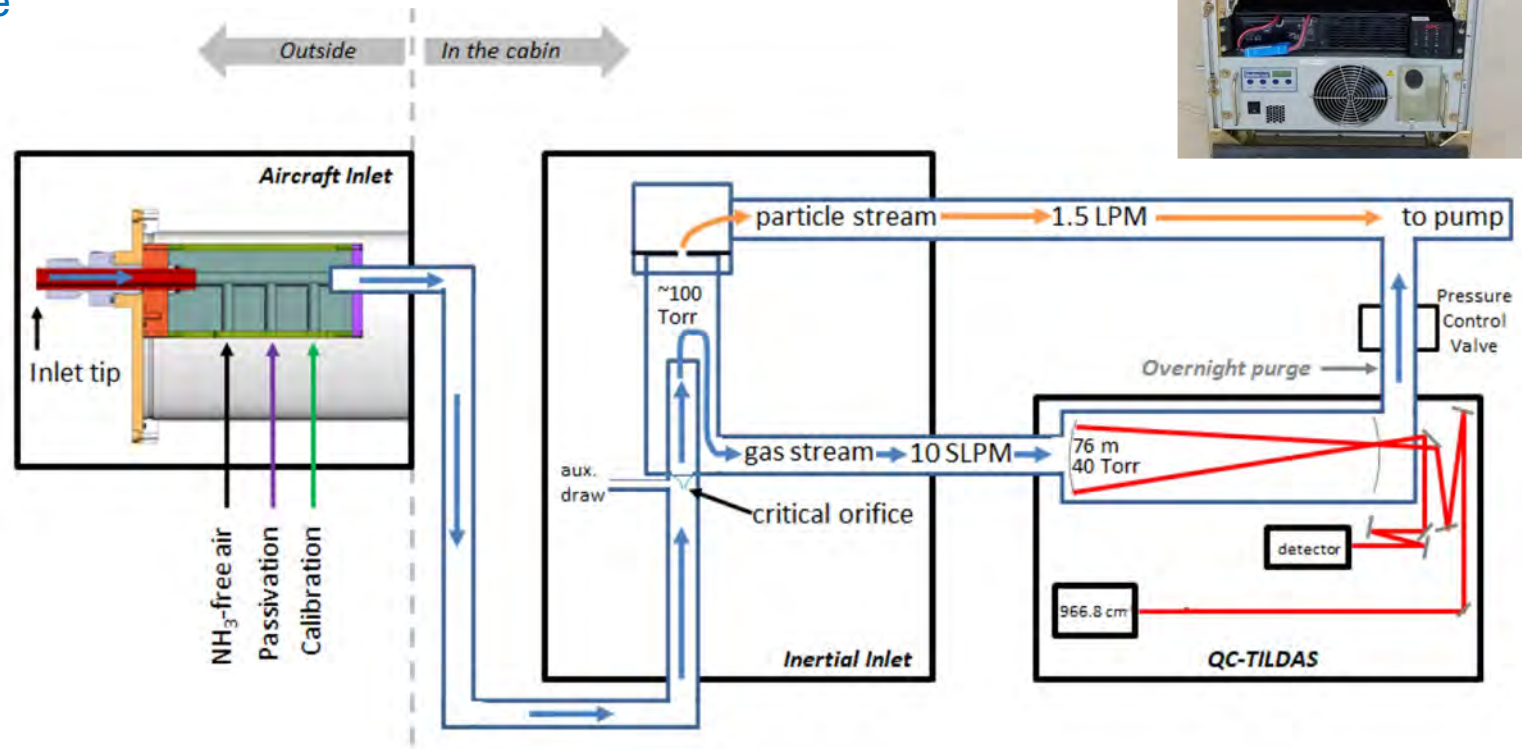 e
Outside
In the cabin
Aircraft Inlet
Inlet tip
NH₃-free air
Passivation
Calibration
particle stream
1.5 LPM
to pump
~100
Torr
Pressure
Control
Valve
Overnight purge
gas stream
10 SLPM
76 m
40 Torr
aux.
draw
critical orifice
detector
966.8 cm
Inertial Inlet
QC-TILDAS